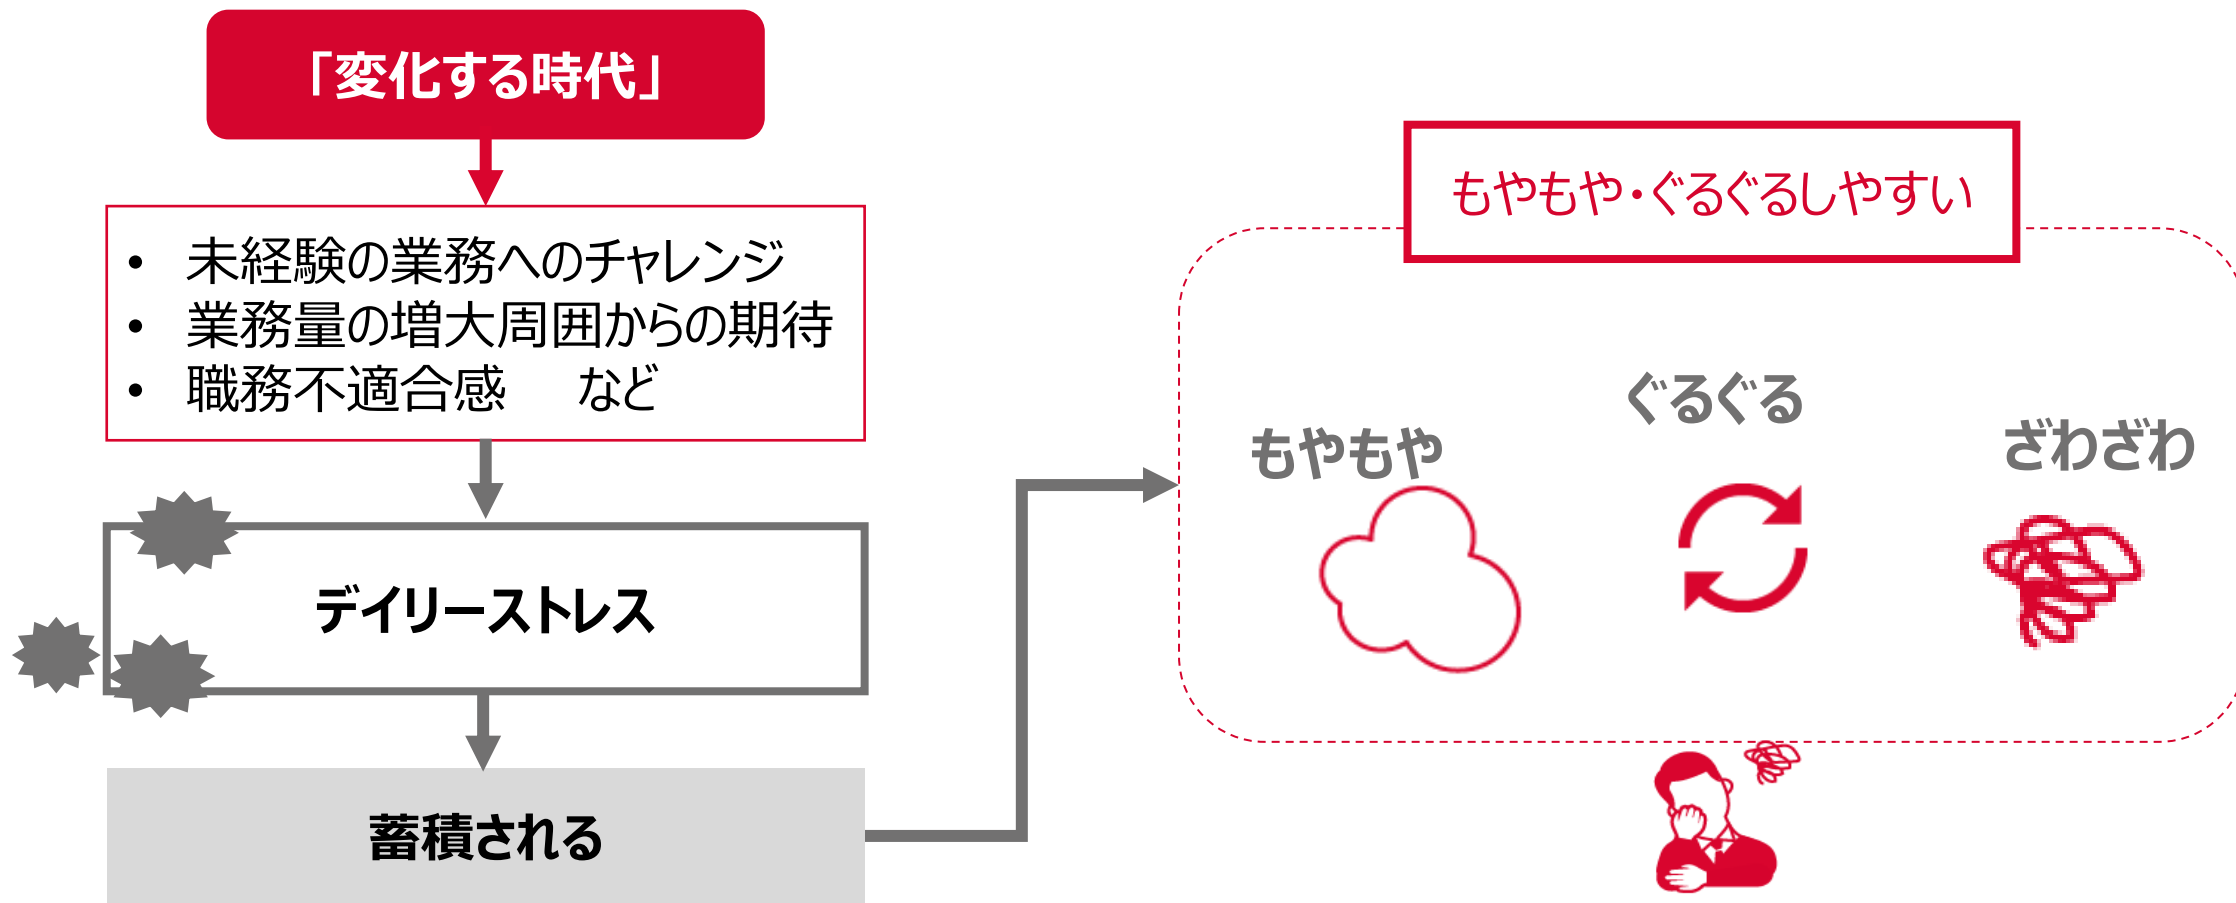 「変化する時代」
• 未経験の業務へのチャレンジ
• 業務量の増大周囲からの期待
• 職務不適合感 など
デイリーストレス
蓄積される
もやもや・ぐるぐるしやすい
もやもや
ぐるぐる
ざわざわ